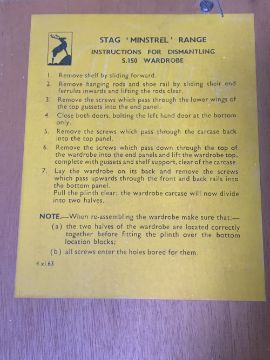 STAG 'MINSTREL' RANGE
INSTRUCTIONS FOR DISMANTLING
S.150 WARDROBE
1. Remove shelf by sliding forward.
2. Remove hanging rods and shoe rail by sliding their end
ferrules inwards and lifting the rods clear.
3. Remove the screws which pass through the lower wings of
the top gussets into the end panel.
4. Close both doors, bolting the left hand door at the bottom
only.
5. Remove the screws which pass through the carcase back
into the top panel.
6. Remove the screws which pass down through the top of
the wardrobe into the end panels and lift the wardrobe top,
complete with gussets and shelf support, clear of the carcase.
7. Lay the wardrobe on its back and remove the screws
which pass upwards through the front and back rails into
the bottom panel.
Pull the plinth clear; the wardrobe carcase will now divide
into two halves.
NOTE.—When re-assembling the wardrobe make sure that:—
(a) the two halves of the wardrobe are located correctly
together before fitting the plinth over the bottom
location blocks;
(b) all screws enter the holes bored for them.